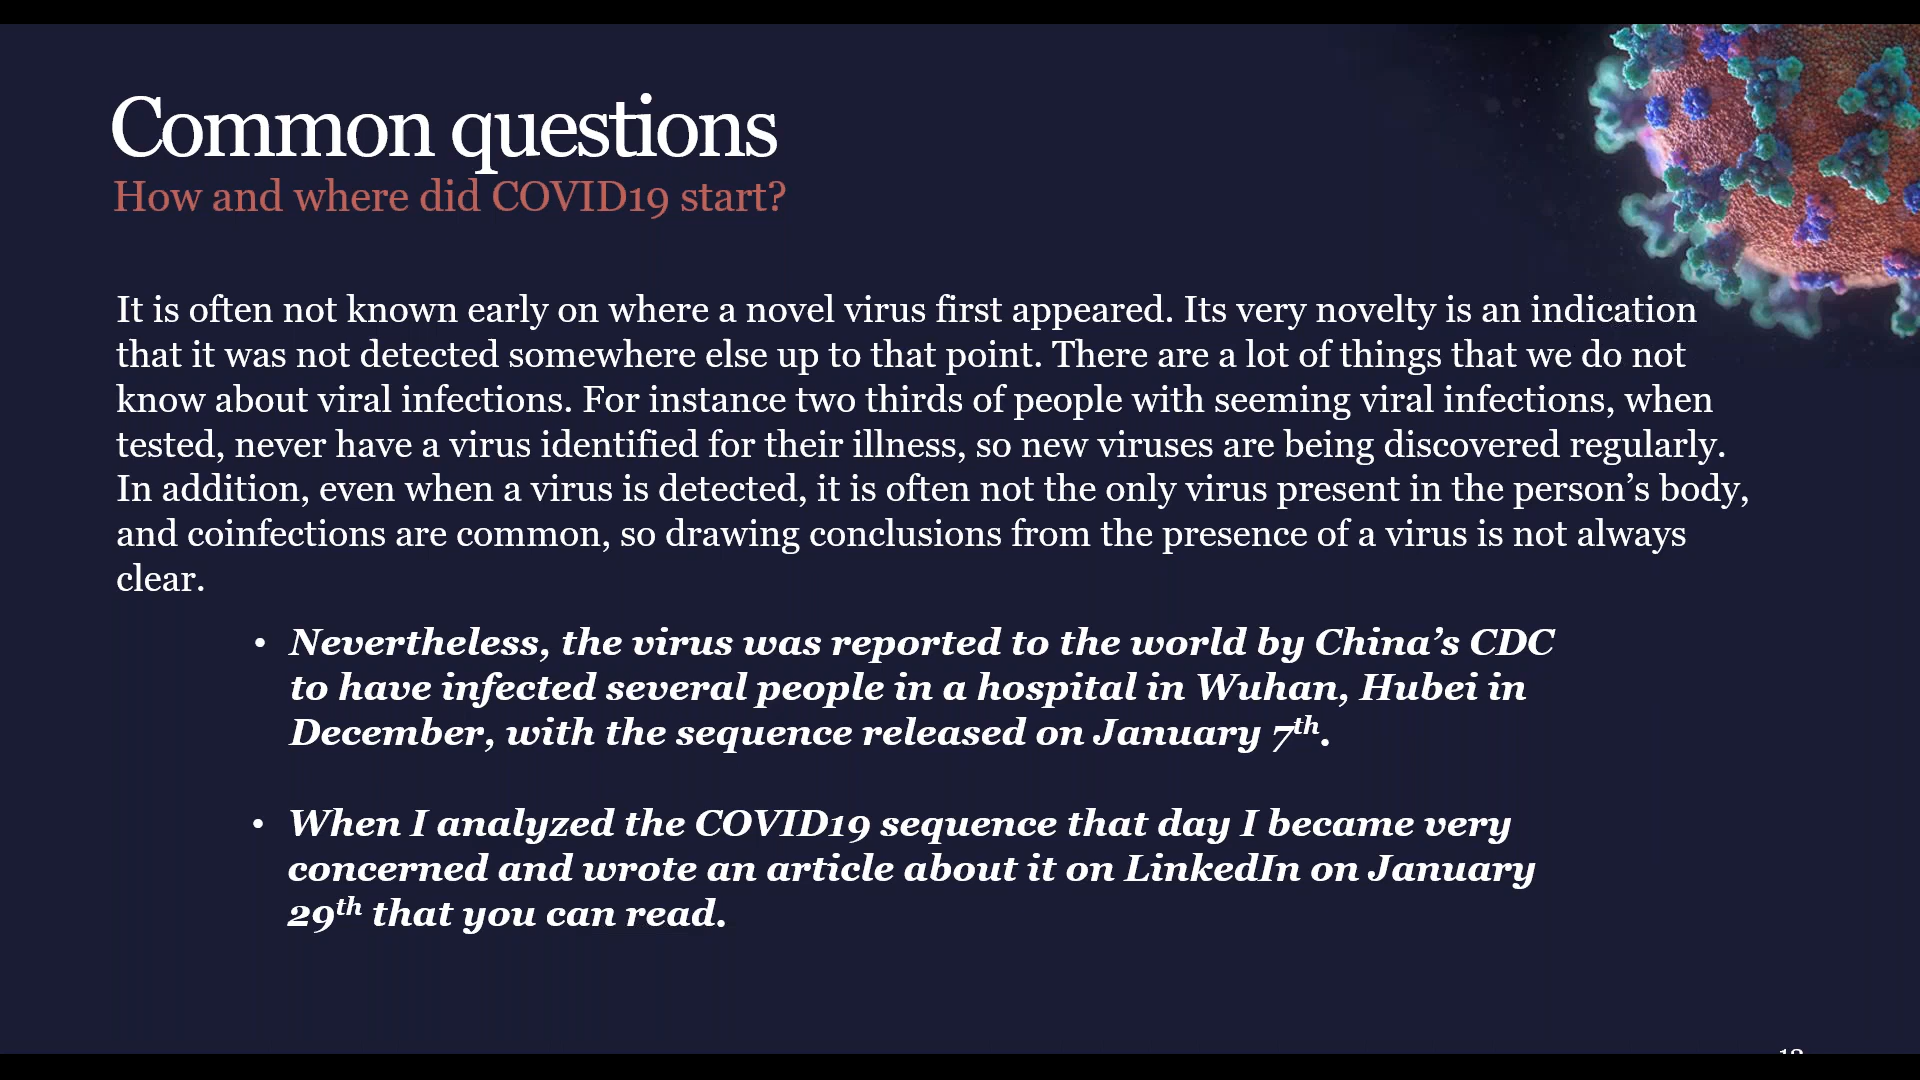 Common questions
How and where did COVID19 start?
It is often not known early on where a novel virus first appeared. Its very novelty is an indication
that it was not detected somewhere else up to that point. There are a lot of things that we do not
know about viral infections. For instance two thirds of people with seeming viral infections, when
tested, never have a virus identified for their illness, so new viruses are being discovered regularly.
In addition, even when a virus is detected, it is often not the only virus present in the person’s body,
and coinfections are common, so drawing conclusions from the presence of a virus is not always
clear.
• Nevertheless, the virus was reported to the world by China’s CDC
to have infected several people in a hospital in Wuhan, Hubei in
December, with the sequence released on January 7th.
• When I analyzed the COVID19 sequence that day I became very
concerned and wrote an article about it on LinkedIn on January
29th that you can read.